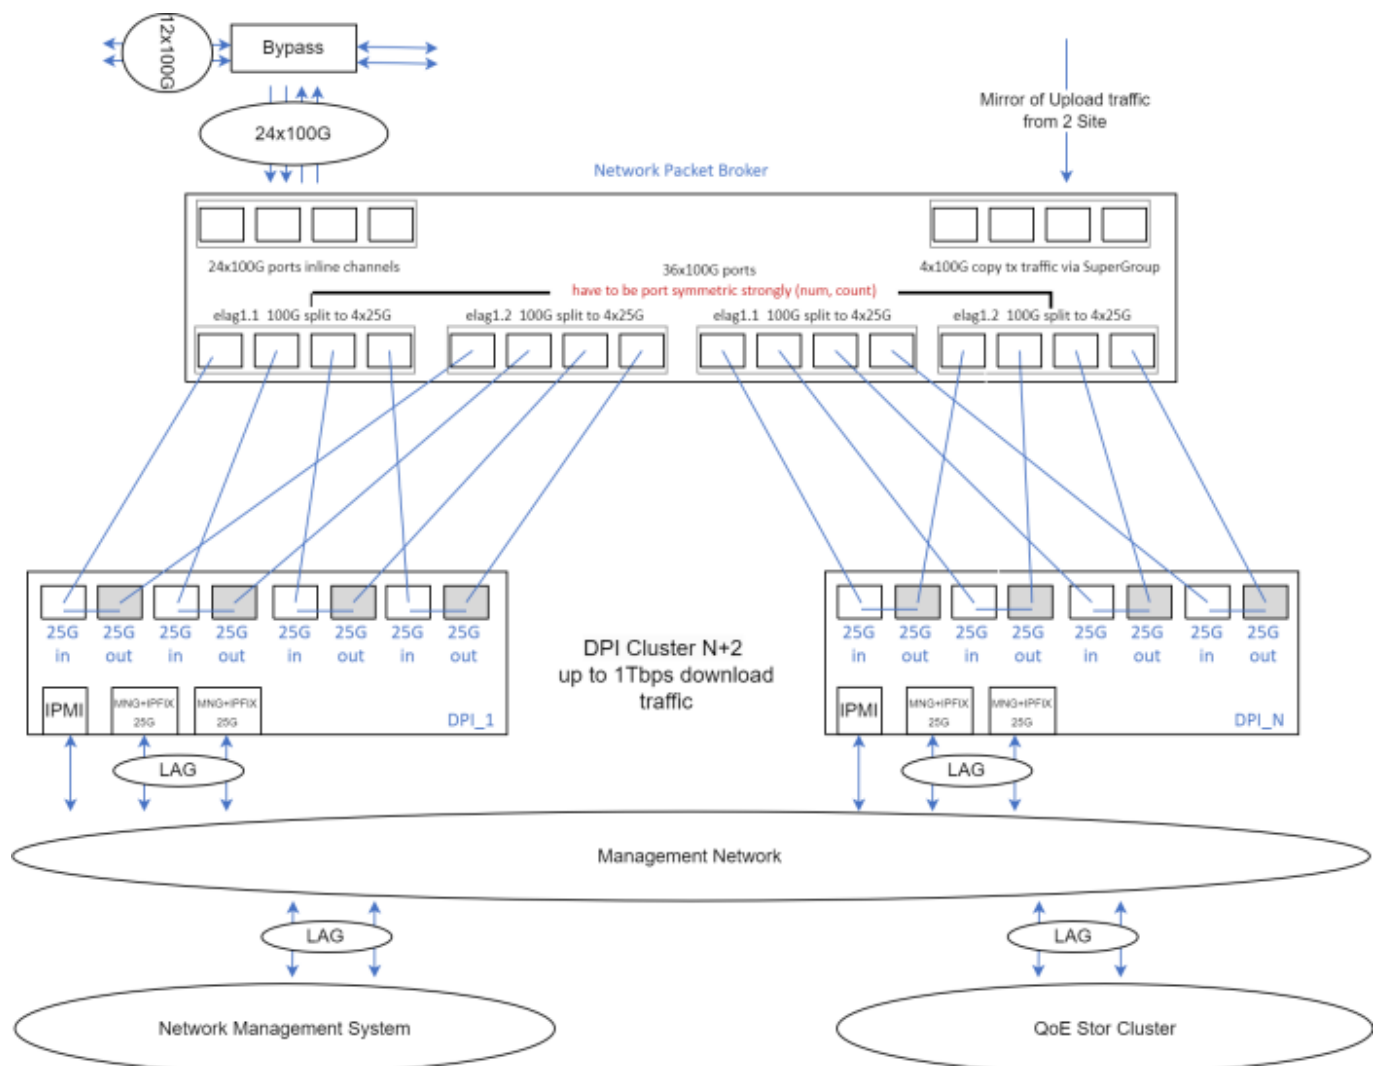 12x100G
Bypass
24x100G
Mirror of Upload traffic
from 2 Site
Network Packet Broker
24x100G ports inline channels
36x100G ports
4x100G copy tx traffic via SuperGroup
have to be port symmetric strongly (num, count)
elag1.1 100G split to 4x25G
elag1.2 100G split to 4x25G
elag1.1 100G split to 4x25G
elag1.2 100G split to 4x25G
25G in
25G out
25G in
25G out
25G in
25G out
25G in
25G out
IPMI
MNG+IPFIX
25G
MNG+IPFIX
25G
DPI_1
LAG
DPI Cluster N+2
up to 1Tbps download
traffic
25G in
25G out
25G in
25G out
25G in
25G out
25G in
25G out
IPMI
MNG+IPFIX
25G
MNG+IPFIX
25G
DPI_N
LAG
Management Network
LAG
LAG
Network Management System
QoE Stor Cluster